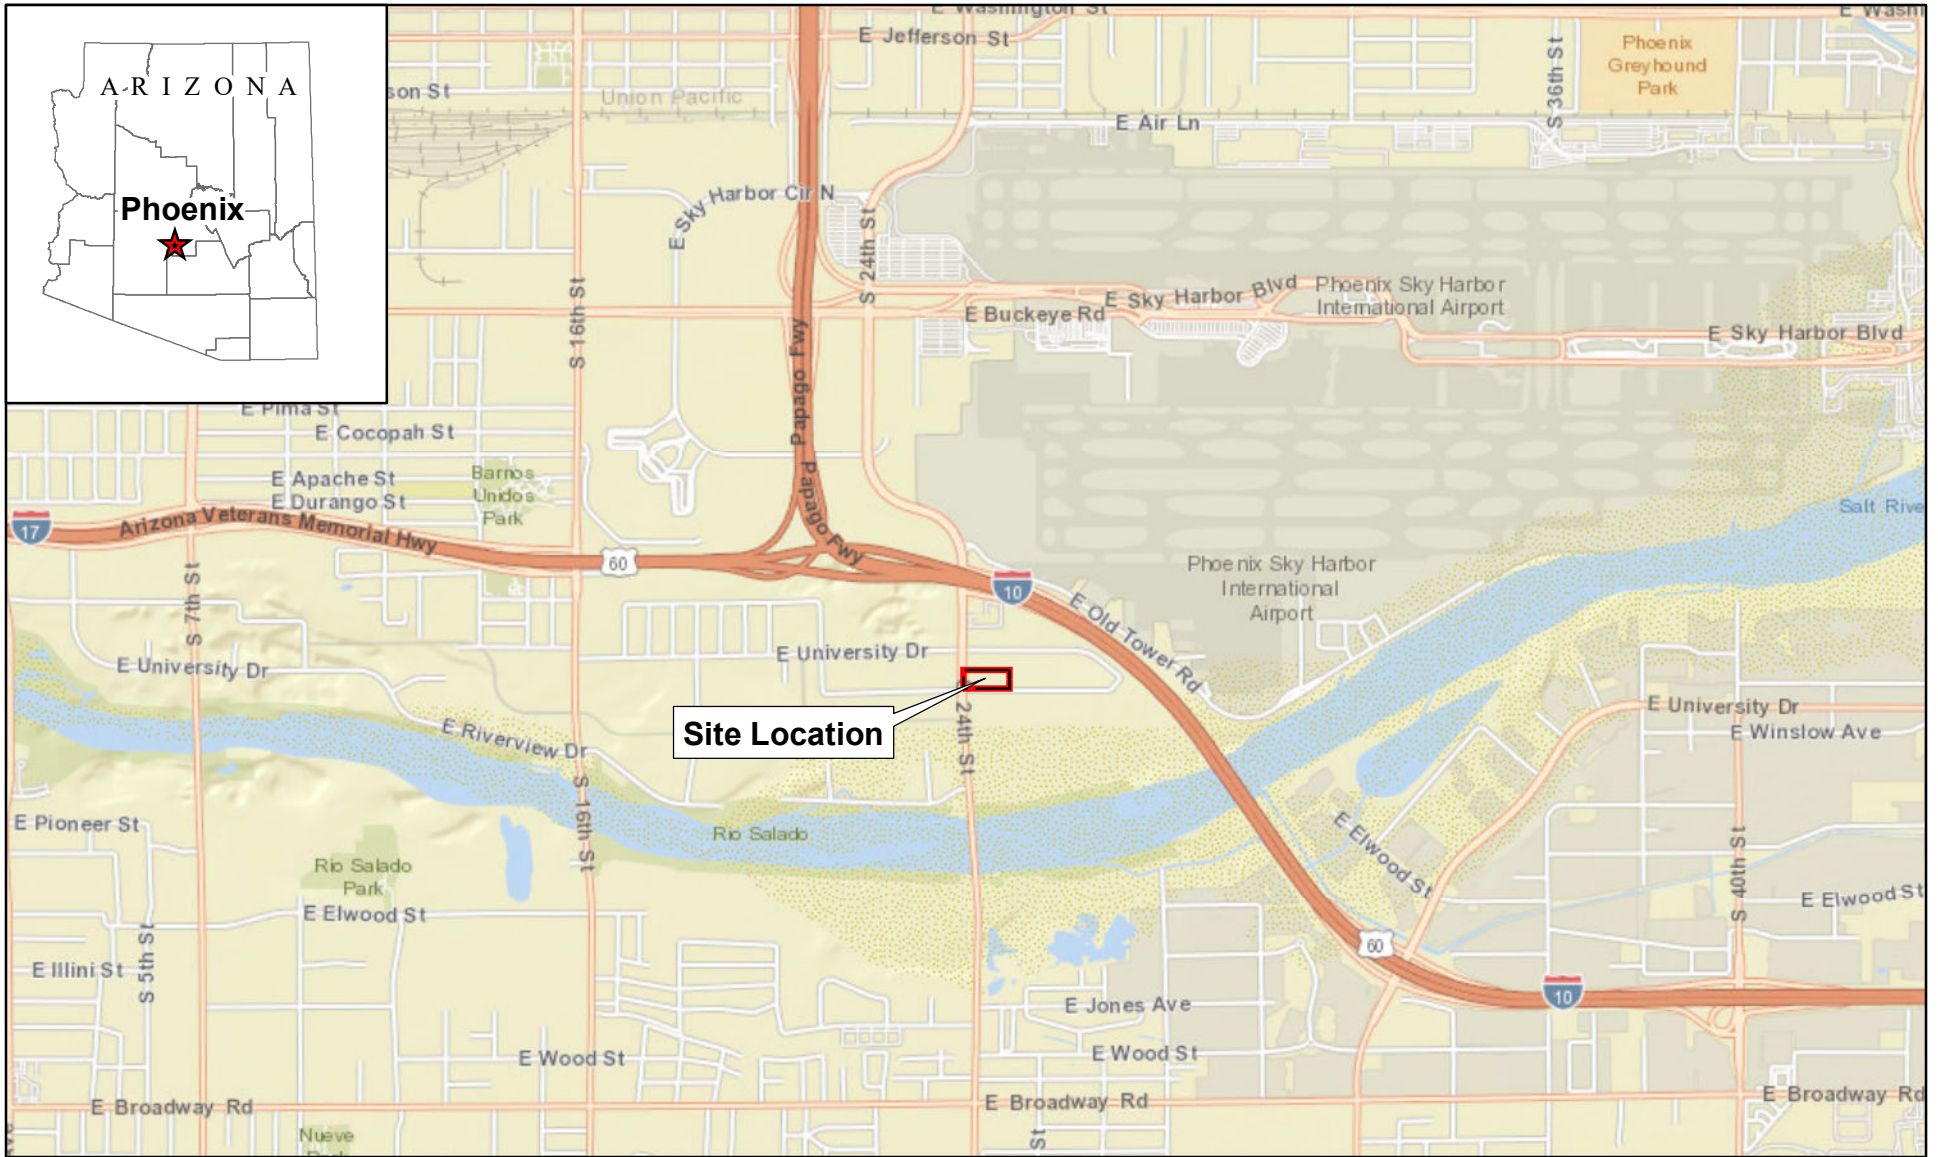 E Washington St
E Wash
E Jefferson St
Phoenix
Greyhound
Park
S 36th St
ARIZONA
son St
Union Pacific
E Air Ln
E Sky Harbor Cir N
Phoenix
S 24th St
S 16th St
E Sky Harbor Blvd
Phoenix Sky Harbor
International Airport
E Buckeye Rd
E Sky Harbor Blvd
Papago Fwy
E Pima St
E Cocopah St
E Apache St
E Durango St
Barrios
Unidos
Park
Papago Fwy
17
Arizona Veterans Memorial Hwy
60
Salt Rive
10
Phoenix Sky Harbor
International
Airport
S 7th St
E Old Tower Rd
E University Dr
E University Dr
E University Dr
E Winslow Ave
Site Location
24th St
E Riverview Dr
S 16th St
Rio Salado
E Pioneer St
E Elwood St
S 40th St
Rio Salado
Park
E Elwood St
E Elwood St
S 5th St
E Illini St
60
10
E Jones Ave
E Wood St
E Wood St
E Broadway Rd
E Broadway Rd
E Broadway Rd
Nueve
St